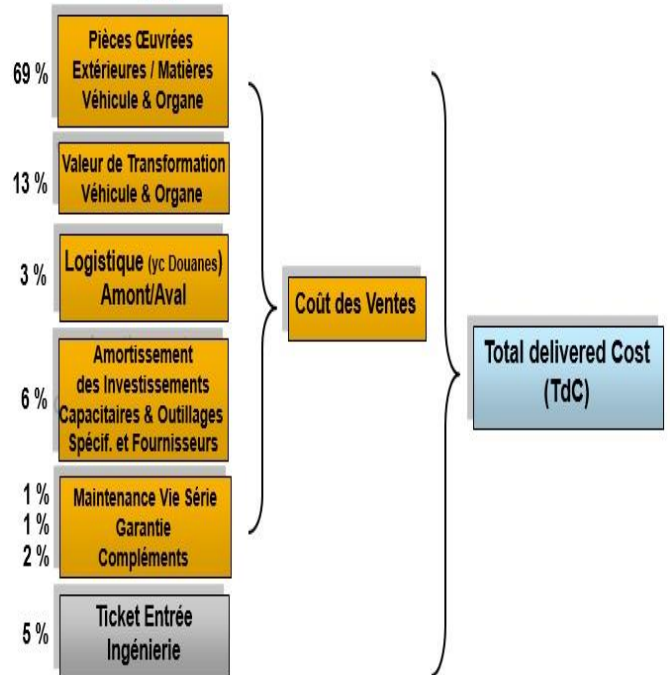 69 %
Pièces Œuvrées
Extérieures / Matières
Véhicule & Organe
13 %
Valeur de Transformation
Véhicule & Organe
3 %
Logistique (yc Douanes)
Amont/Aval
6 %
Amortissement
des Investissements
Capacitaires & Outillages
Spécif. et Fournisseurs
1 %
1 %
2 %
Maintenance Vie Série
Garantie
Compléments
5 %
Ticket Entrée
Ingénierie
Coût des Ventes
Total delivered Cost
(TdC)